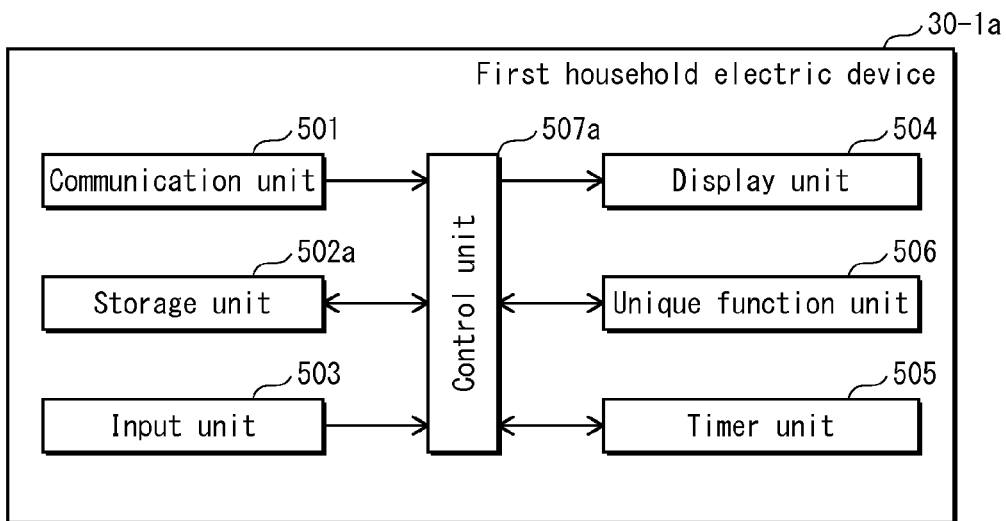 30-1a
First household electric device
501
507a
504
Communication unit
Display unit
502a
506
Storage unit
Control unit
Unique function unit
503
505
Input unit
Timer unit